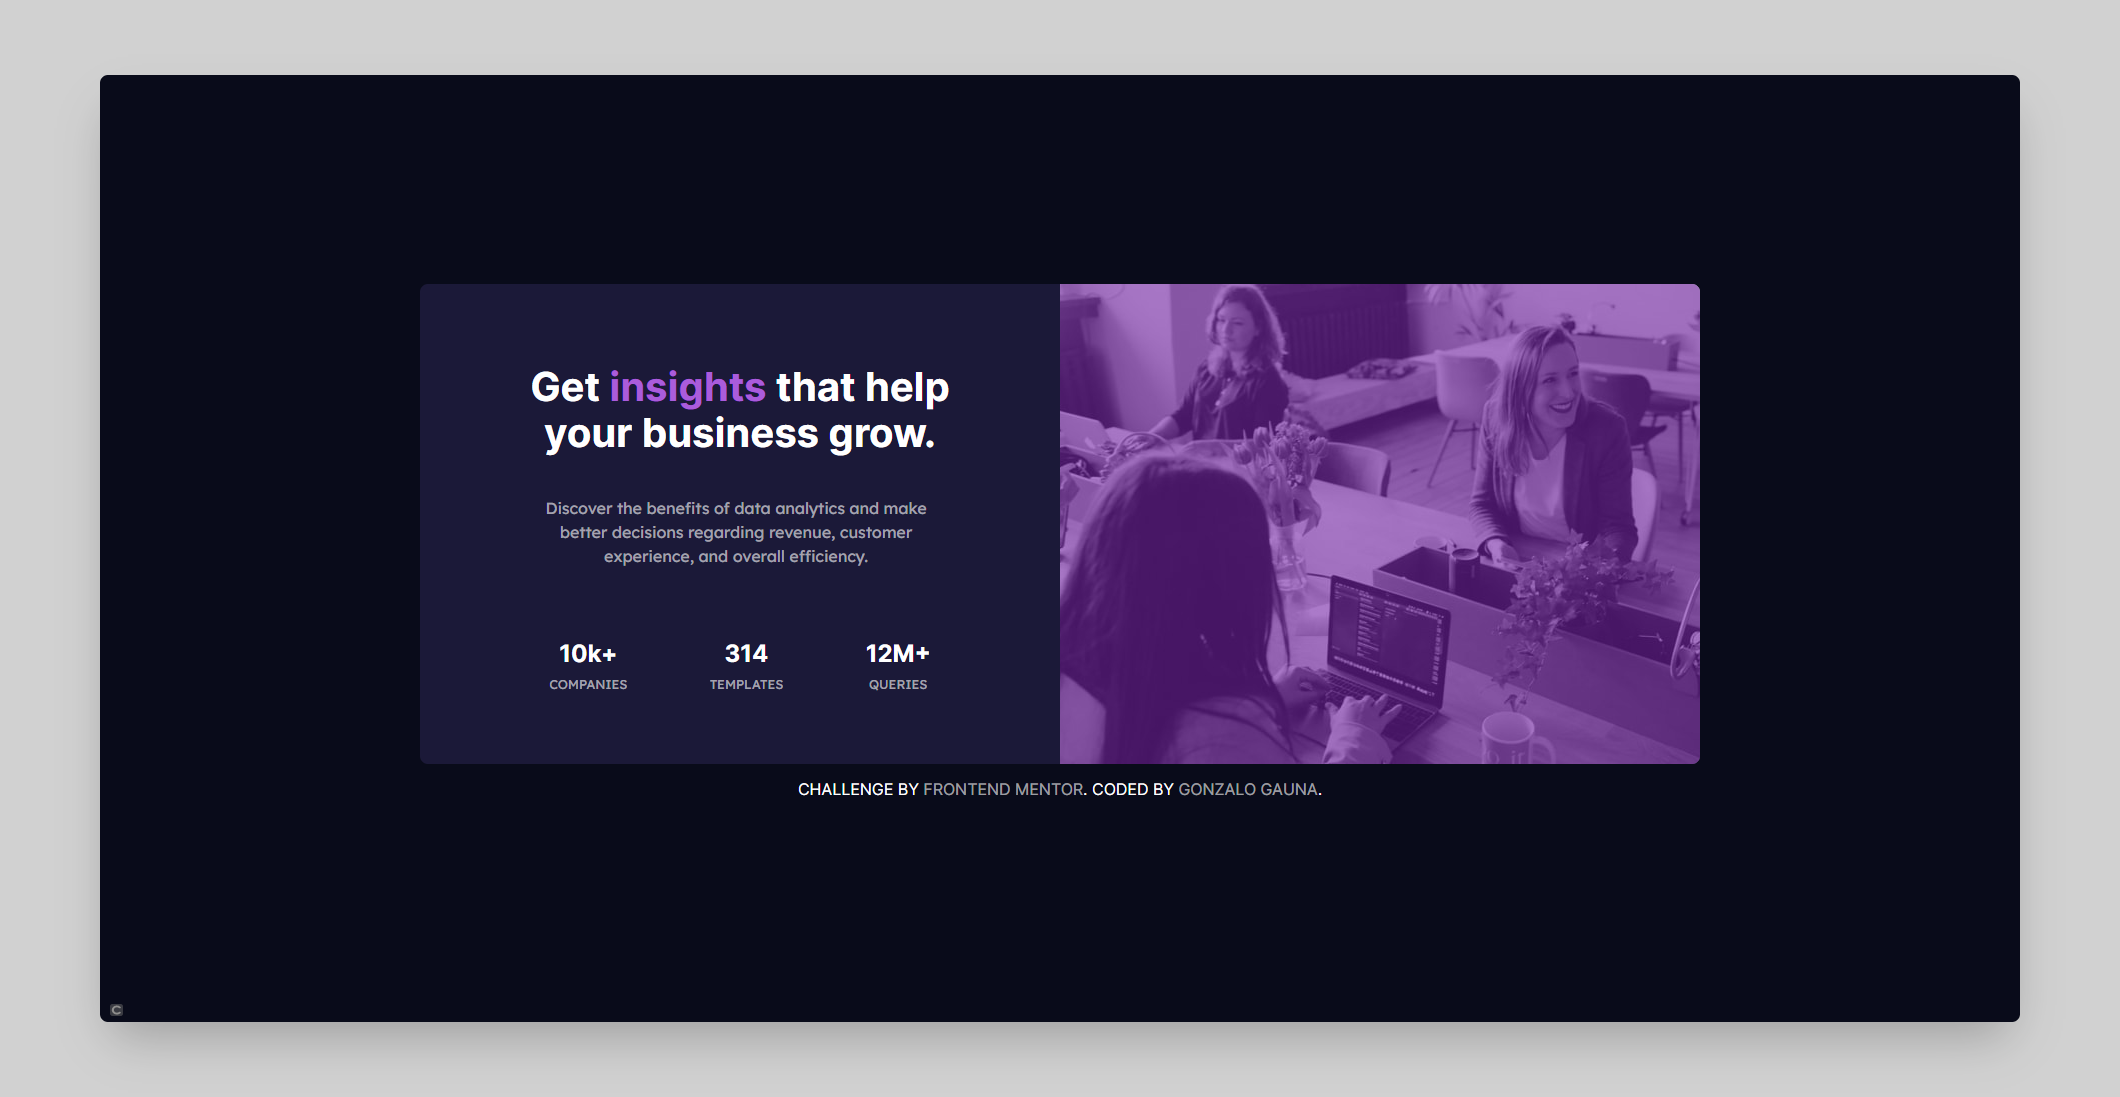 Get insights that help
your business grow.
Discover the benefits of data analytics and make
better decisions regarding revenue, customer
experience, and overall efficiency.
10k+ 314 12M+
COMPANIES TEMPLATES QUERIES
CHALLENGE BY FRONTEND MENTOR. CODED BY GONZALO GAUNA.
C